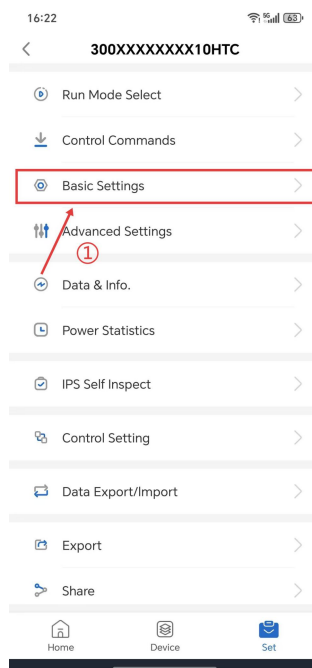 16:22
5G 63
300XXXXXXXX10HTC
Run Mode Select
Control Commands
Basic Settings
Advanced Settings
①
Data & Info.
Power Statistics
IPS Self Inspect
Control Setting
Data Export/Import
Export
Share
Home Device Set